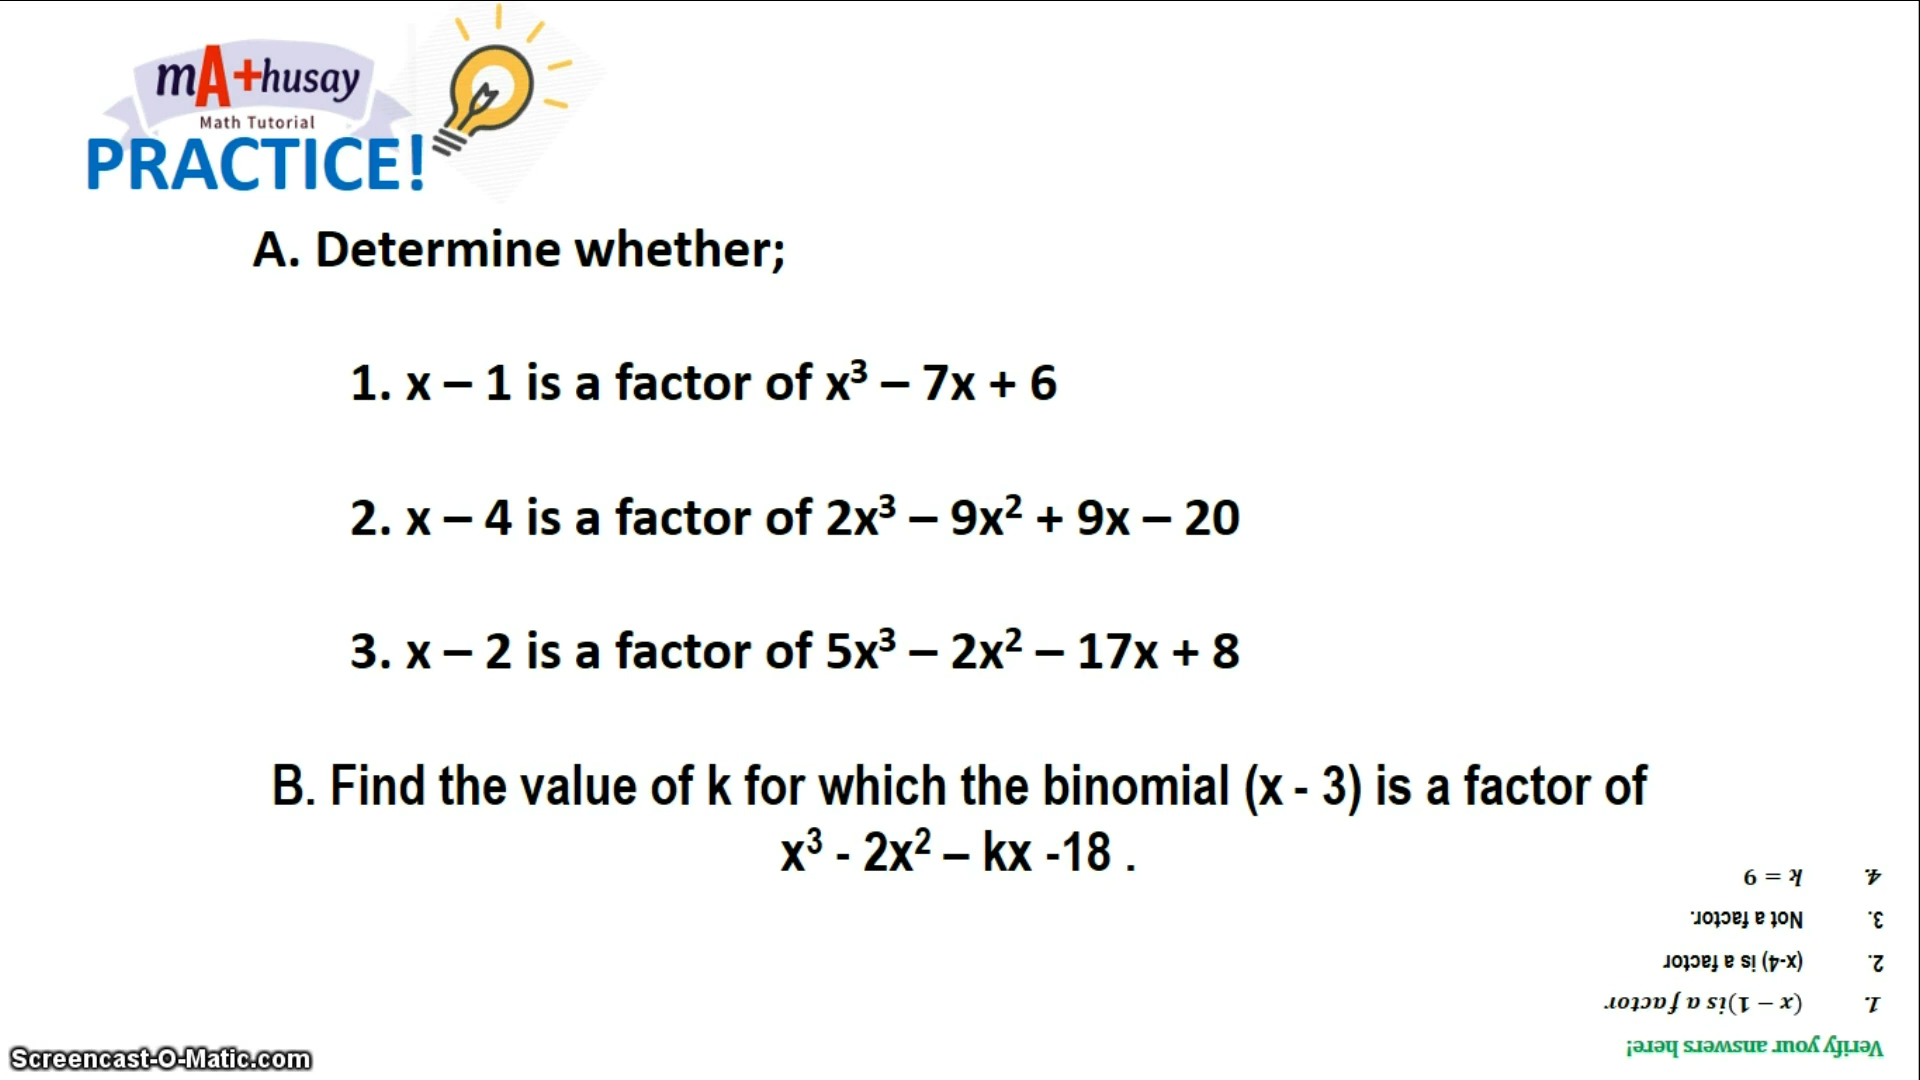 mA+husay
Math Tutorial
PRACTICE!
A. Determine whether;
1. x – 1 is a factor of x³ – 7x + 6
2. x – 4 is a factor of 2x³ – 9x² + 9x – 20
3. x – 2 is a factor of 5x³ – 2x² – 17x + 8
B. Find the value of k for which the binomial (x - 3) is a factor of
x³ - 2x² – kx -18 .
Verify your answers here!
1. (x − 1)is a factor
2. (x-4) is a factor
3. Not a factor.
4. k = 9
Screencast-O-Matic.com